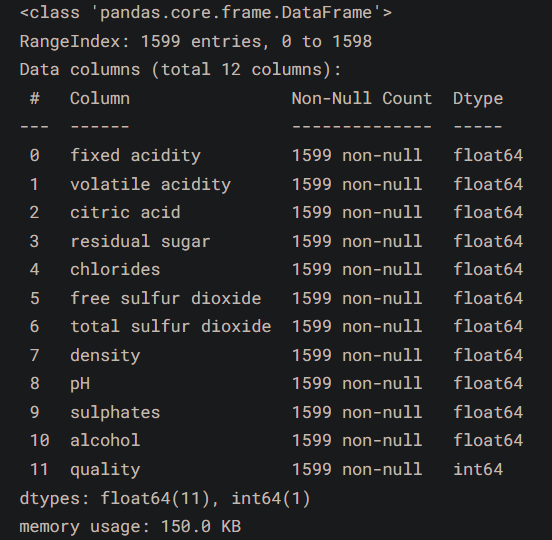 <class 'pandas.core.frame.DataFrame'>
RangeIndex: 1599 entries, 0 to 1598
Data columns (total 12 columns):
 #   Column                Non-Null Count  Dtype
---  ------                --------------  -----
 0   fixed acidity         1599 non-null   float64
 1   volatile acidity      1599 non-null   float64
 2   citric acid           1599 non-null   float64
 3   residual sugar        1599 non-null   float64
 4   chlorides             1599 non-null   float64
 5   free sulfur dioxide   1599 non-null   float64
 6   total sulfur dioxide  1599 non-null   float64
 7   density               1599 non-null   float64
 8   pH                    1599 non-null   float64
 9   sulphates             1599 non-null   float64
 10  alcohol               1599 non-null   float64
 11  quality               1599 non-null   int64
dtypes: float64(11), int64(1)
memory usage: 150.0 KB